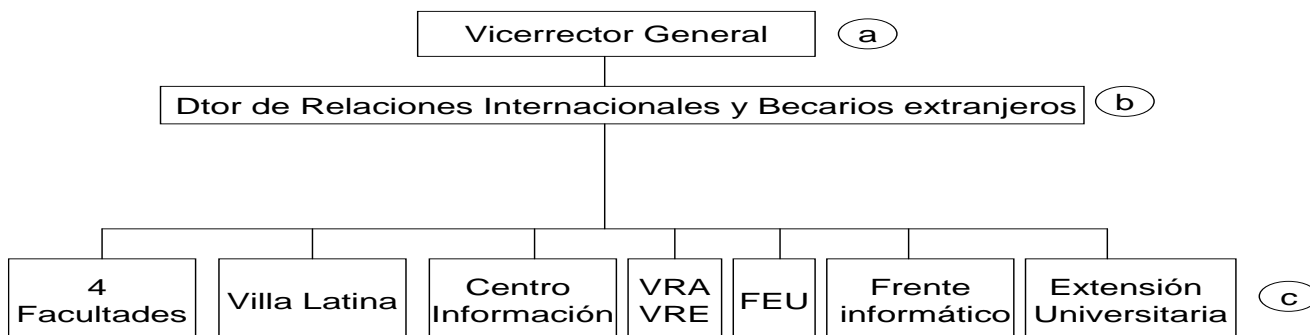 Vicerrector General
a
Dtor de Relaciones Internacionales y Becarios extranjeros
b
4
Facultades
Villa Latina
Centro
Información
VRA
VRE
FEU
Frente
informático
Extensión
Universitaria
c